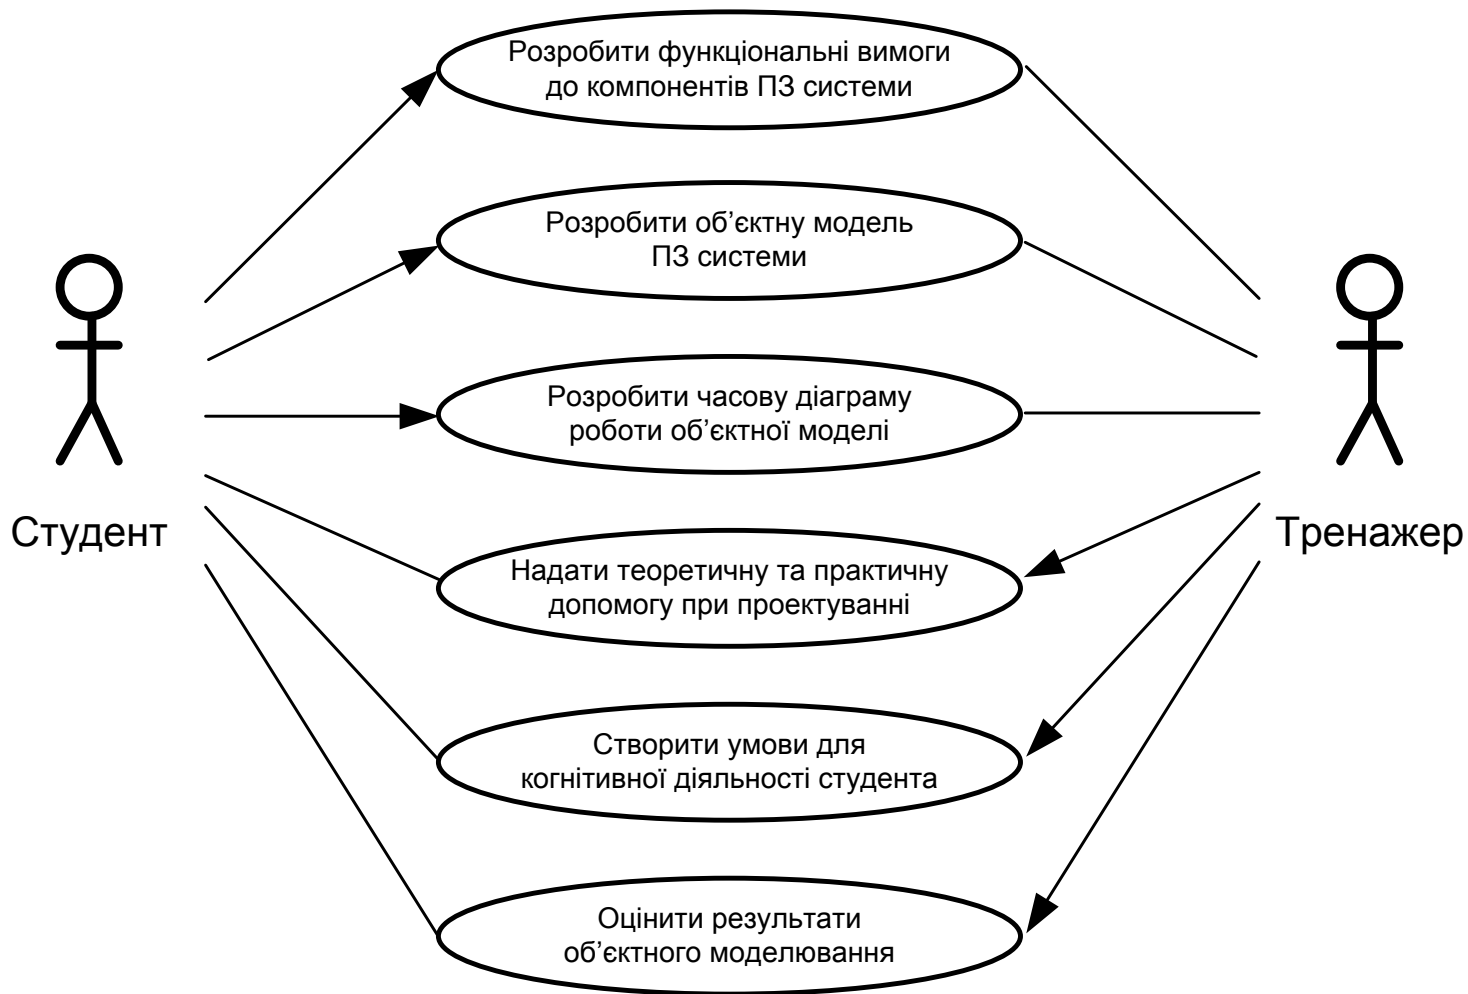 Розробити функціональні вимоги
до компонентів ПЗ системи
Розробити об’єктну модель
ПЗ системи
Розробити часову діаграму
роботи об’єктної моделі
Студент
Тренажер
Надати теоретичну та практичну
допомогу при проектуванні
Створити умови для
когнітивної діяльності студента
Оцінити результати
об’єктного моделювання